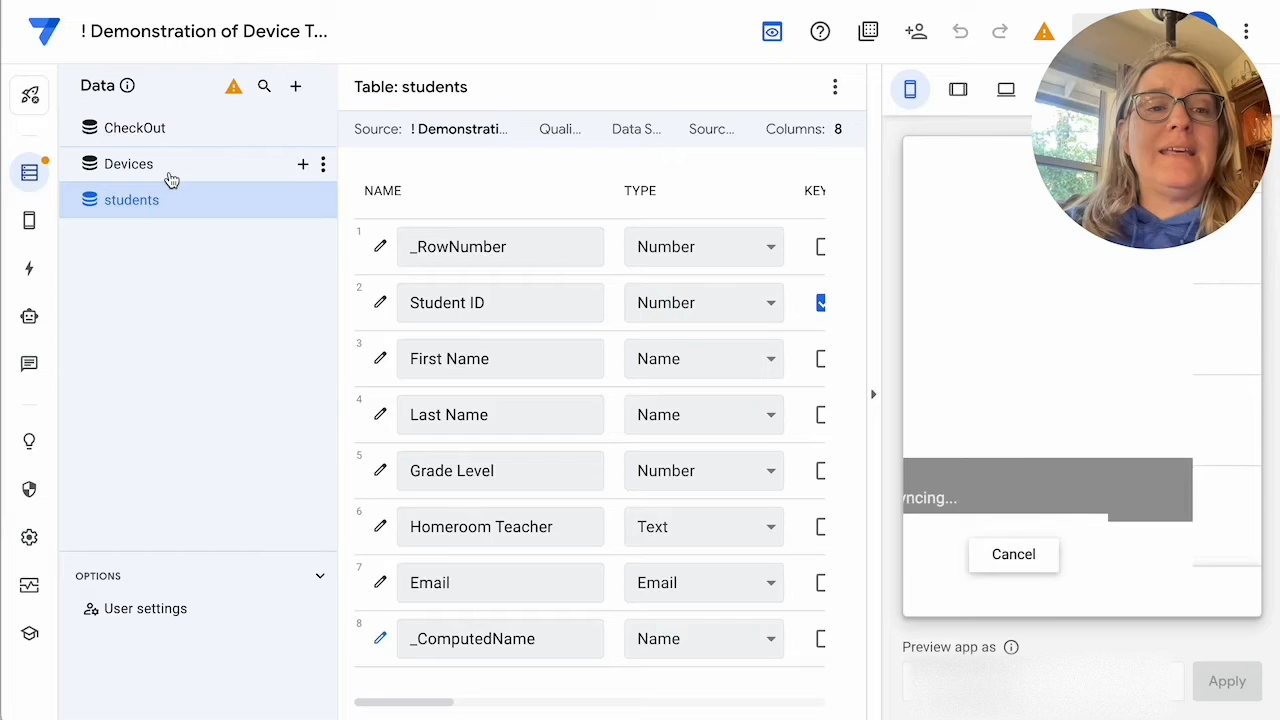 ! Demonstration of Device T...
Data
CheckOut
Devices
students
OPTIONS
User settings
Table: students
Source: ! Demonstrati... Quali... Data S... Sourc... Columns: 8
NAME TYPE KEY
1 _RowNumber Number
2 Student ID Number
3 First Name Name
4 Last Name Name
5 Grade Level Number
6 Homeroom Teacher Text
7 Email Email
8 _ComputedName Name
yncing...
Cancel
Preview app as
Apply